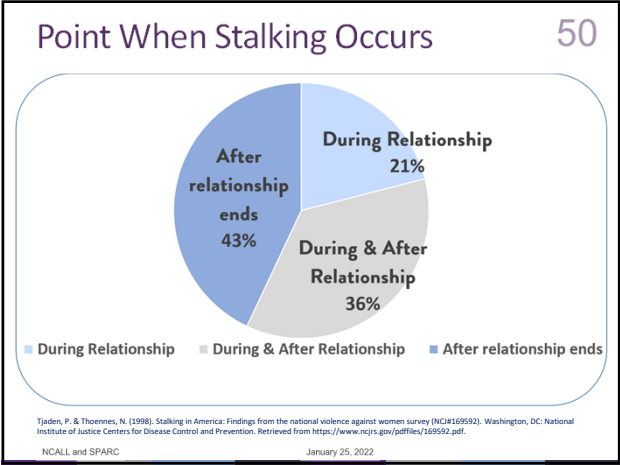 Point When Stalking Occurs
50
During Relationship
21%
After
relationship
ends
43%
During & After
Relationship
36%
During Relationship
During & After Relationship
After relationship ends
Tjaden, P. & Thoennes, N. (1998). Stalking in America: Findings from the national violence against women survey (NCJ#169592). Washington, DC: National
Institute of Justice Centers for Disease Control and Prevention. Retrieved from https://www.ncjrs.gov/pdffiles/169592.pdf.
NCALL and SPARC
January 25, 2022